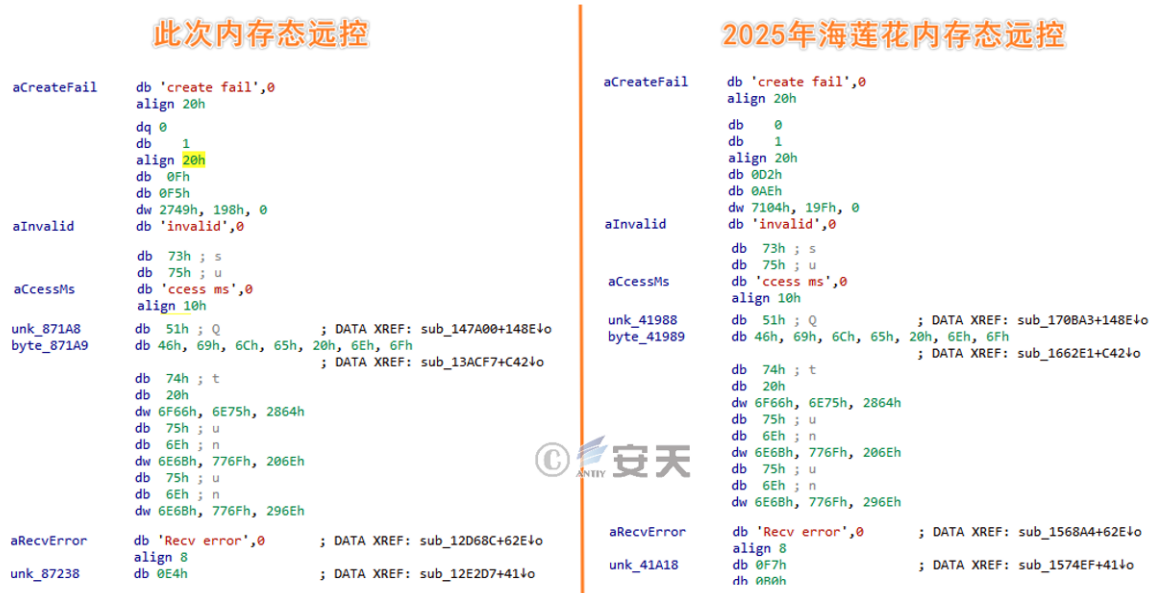 此次内存态远控
aCreateFail db 'create fail',0
align 20h
dq 0
db 1
align 20h
db 0Fh
db 0F5h
dw 2749h, 198h, 0
aInvalid db 'invalid',0
db 73h ; s
db 75h ; u
aCcessMs db 'ccess ms',0
align 10h
unk_871A8 db 51h ; Q ; DATA XREF: sub_147A00+148E↓o
byte_871A9 db 46h, 69h, 6Ch, 65h, 20h, 6Eh, 6Fh
; DATA XREF: sub_13ACF7+C42↓o
db 74h ; t
db 20h
dw 6F66h, 6E75h, 2864h
db 75h ; u
db 6Eh ; n
dw 6E6Bh, 776Fh, 206Eh
db 75h ; u
db 6Eh ; n
dw 6E6Bh, 776Fh, 296Eh
aRecvError db 'Recv error',0 ; DATA XREF: sub_12D68C+62E↓o
align 8
unk_87238 db 0E4h ; DATA XREF: sub_12E2D7+41↓o
2025年海莲花内存态远控
aCreateFail db 'create fail',0
align 20h
db 0
db 1
align 20h
db 0D2h
db 0AEh
dw 7104h, 19Fh, 0
aInvalid db 'invalid',0
db 73h ; s
db 75h ; u
aCcessMs db 'ccess ms',0
align 10h
unk_41988 db 51h ; Q ; DATA XREF: sub_170BA3+148E↓o
byte_41989 db 46h, 69h, 6Ch, 65h, 20h, 6Eh, 6Fh
; DATA XREF: sub_1662E1+C42↓o
db 74h ; t
db 20h
dw 6F66h, 6E75h, 2864h
db 75h ; u
db 6Eh ; n
dw 6E6Bh, 776Fh, 206Eh
db 75h ; u
db 6Eh ; n
dw 6E6Bh, 776Fh, 296Eh
aRecvError db 'Recv error',0 ; DATA XREF: sub_1568A4+62E↓o
align 8
unk_41A18 db 0F7h ; DATA XREF: sub_1574EF+41↓o
db 0B0h
© ANTIY 安天